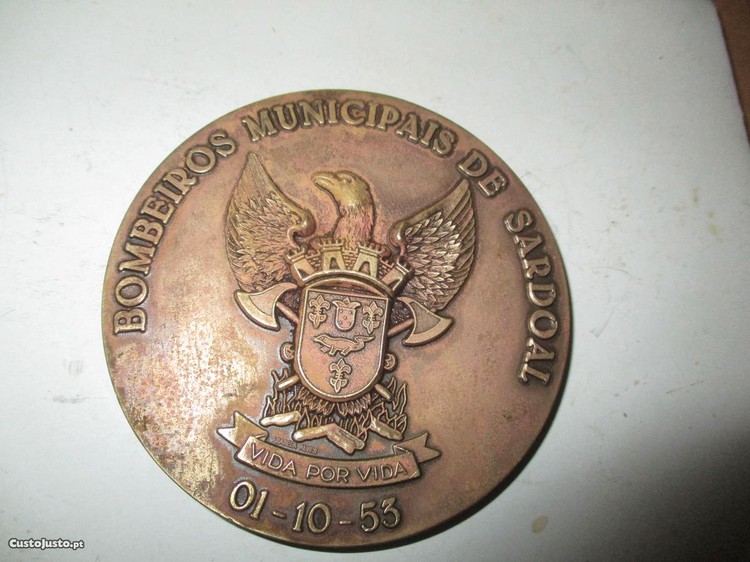 BOMBEIROS MUNICIPAIS DE SARDOAL
VIDA POR VIDA
01-10-53
CustoJusto.pt